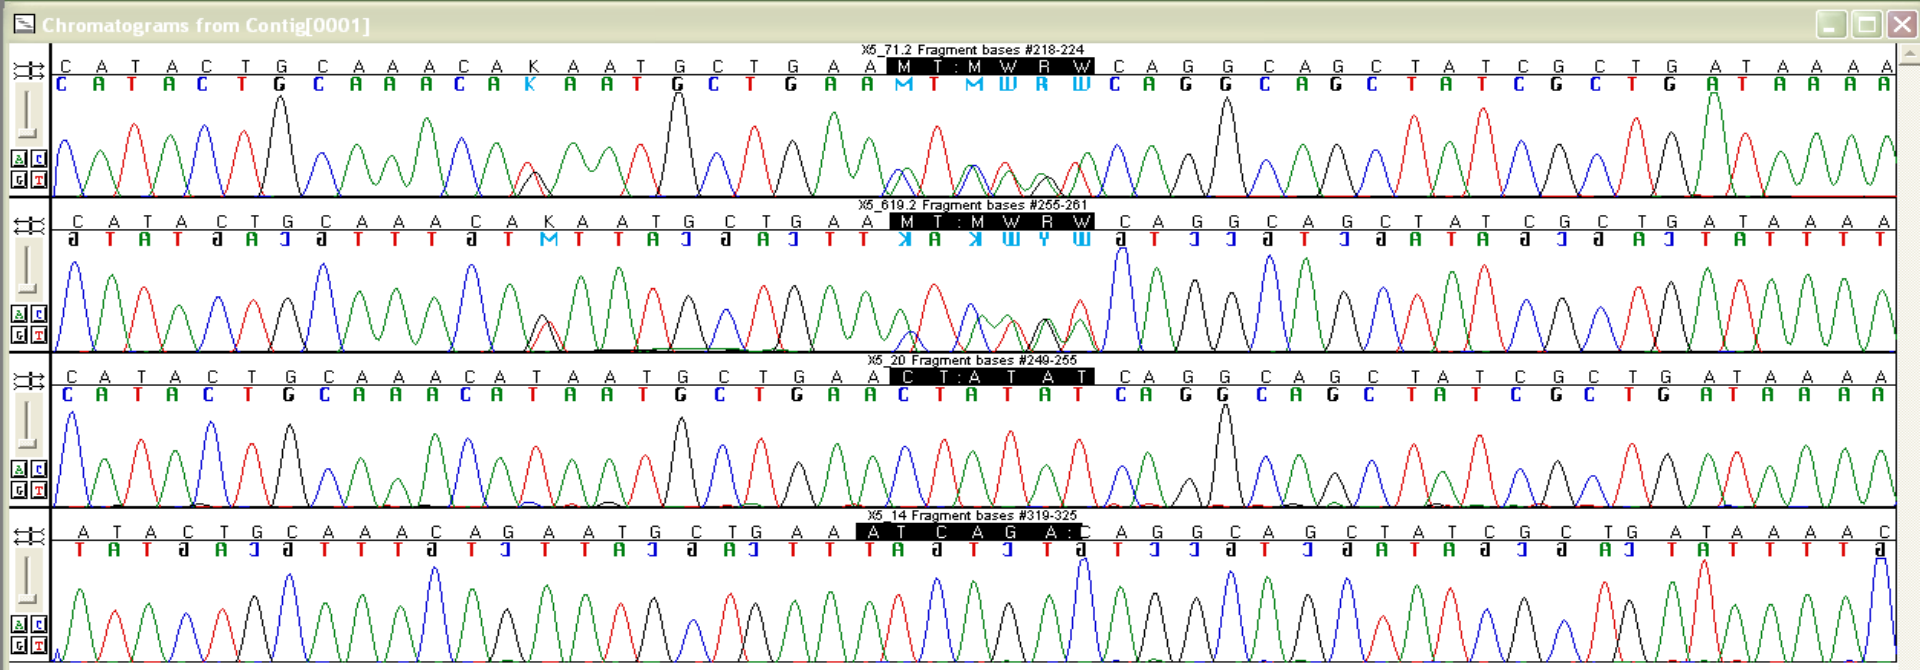 Chromatograms from Contig[0001]
X5_71.2 Fragment bases #218-224
C A T A C T G C A A A C A K A A T G C T G A A M T : M W R W C A G G C A G C T A T C G C T G A T A A A A
C A T A C T G C A A A C A K A A T G C T G A A M T M W R W C A G G C A G C T A T C G C T G A T A A A A
A C
G T
X5_619.2 Fragment bases #255-261
C A T A C T G C A A A C A K A A T G C T G A A M T : M W R W C A G G C A G C T A T C G C T G A T A A A A
G T A T G A C G T T T G T M T T A C G A C T T K A K W Y W G T C C G T C G A T A G C G A C T A T T T T
A C
G T
X5_20 Fragment bases #249-255
C A T A C T G C A A A C A T A A T G C T G A A C T : A T A T C A G G C A G C T A T C G C T G A T A A A A
C A T A C T G C A A A C A T A A T G C T G A A C T A T A T C A G G C A G C T A T C G C T G A T A A A A
A C
G T
X5_14 Fragment bases #319-325
A T A C T G C A A A C A G A A T G C T G A A A T C A G A : C A G G C A G C T A T C G C T G A T A A A A C
T A T G A C G T T T G T C T T A C G A C T T T A G T C T G T C C G T C G A T A G C G A C T A T T T T G
A C
G T